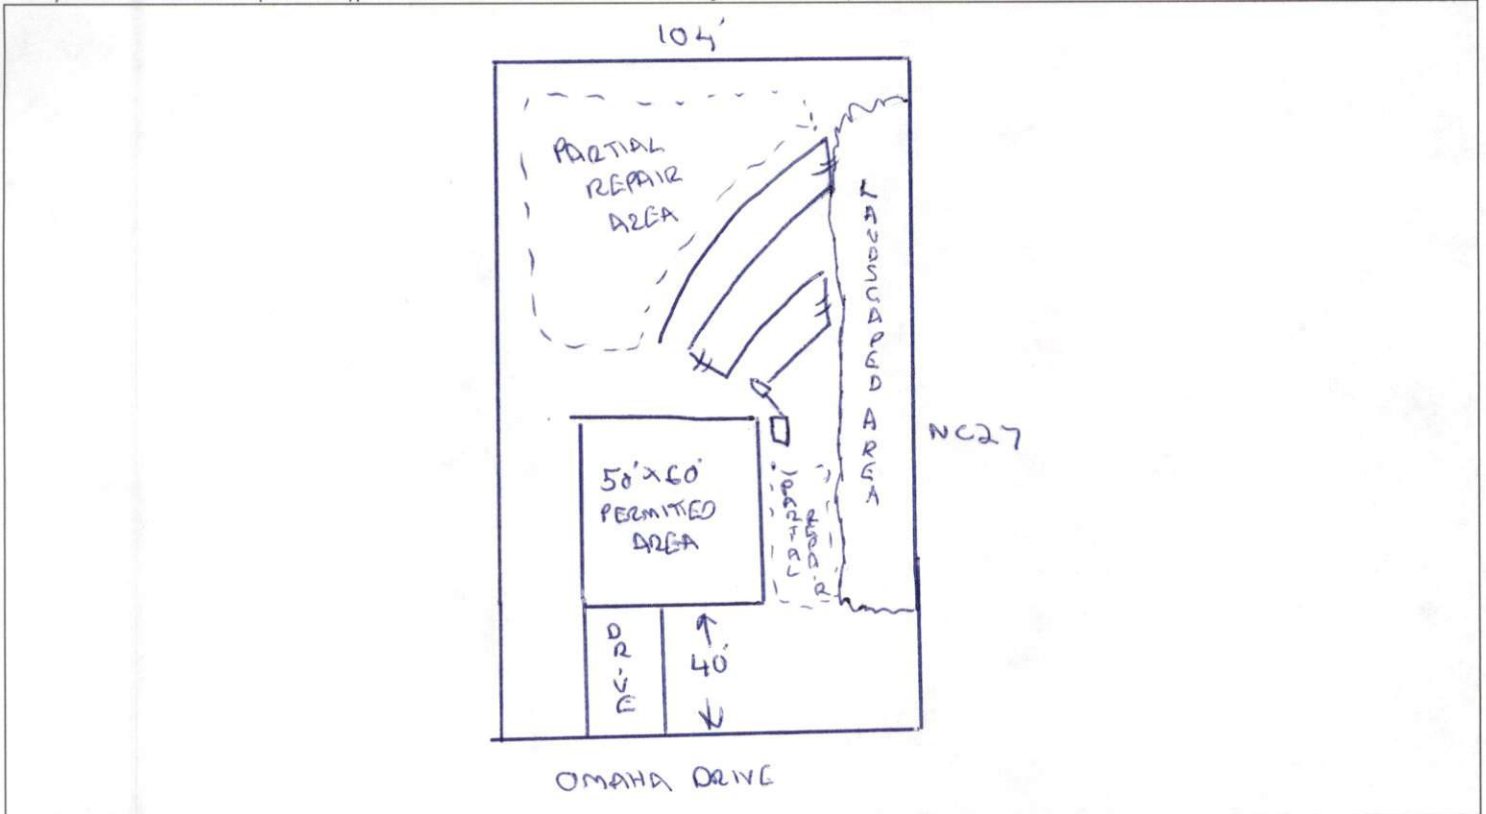 104'
PARTIAL
REPAIR
AREA
LANDSCAPED AREA
NC27
50'x60'
PERMITTED
AREA
PARTIAL
REPAIR
DRIVE
40'
OMAHA DRIVE